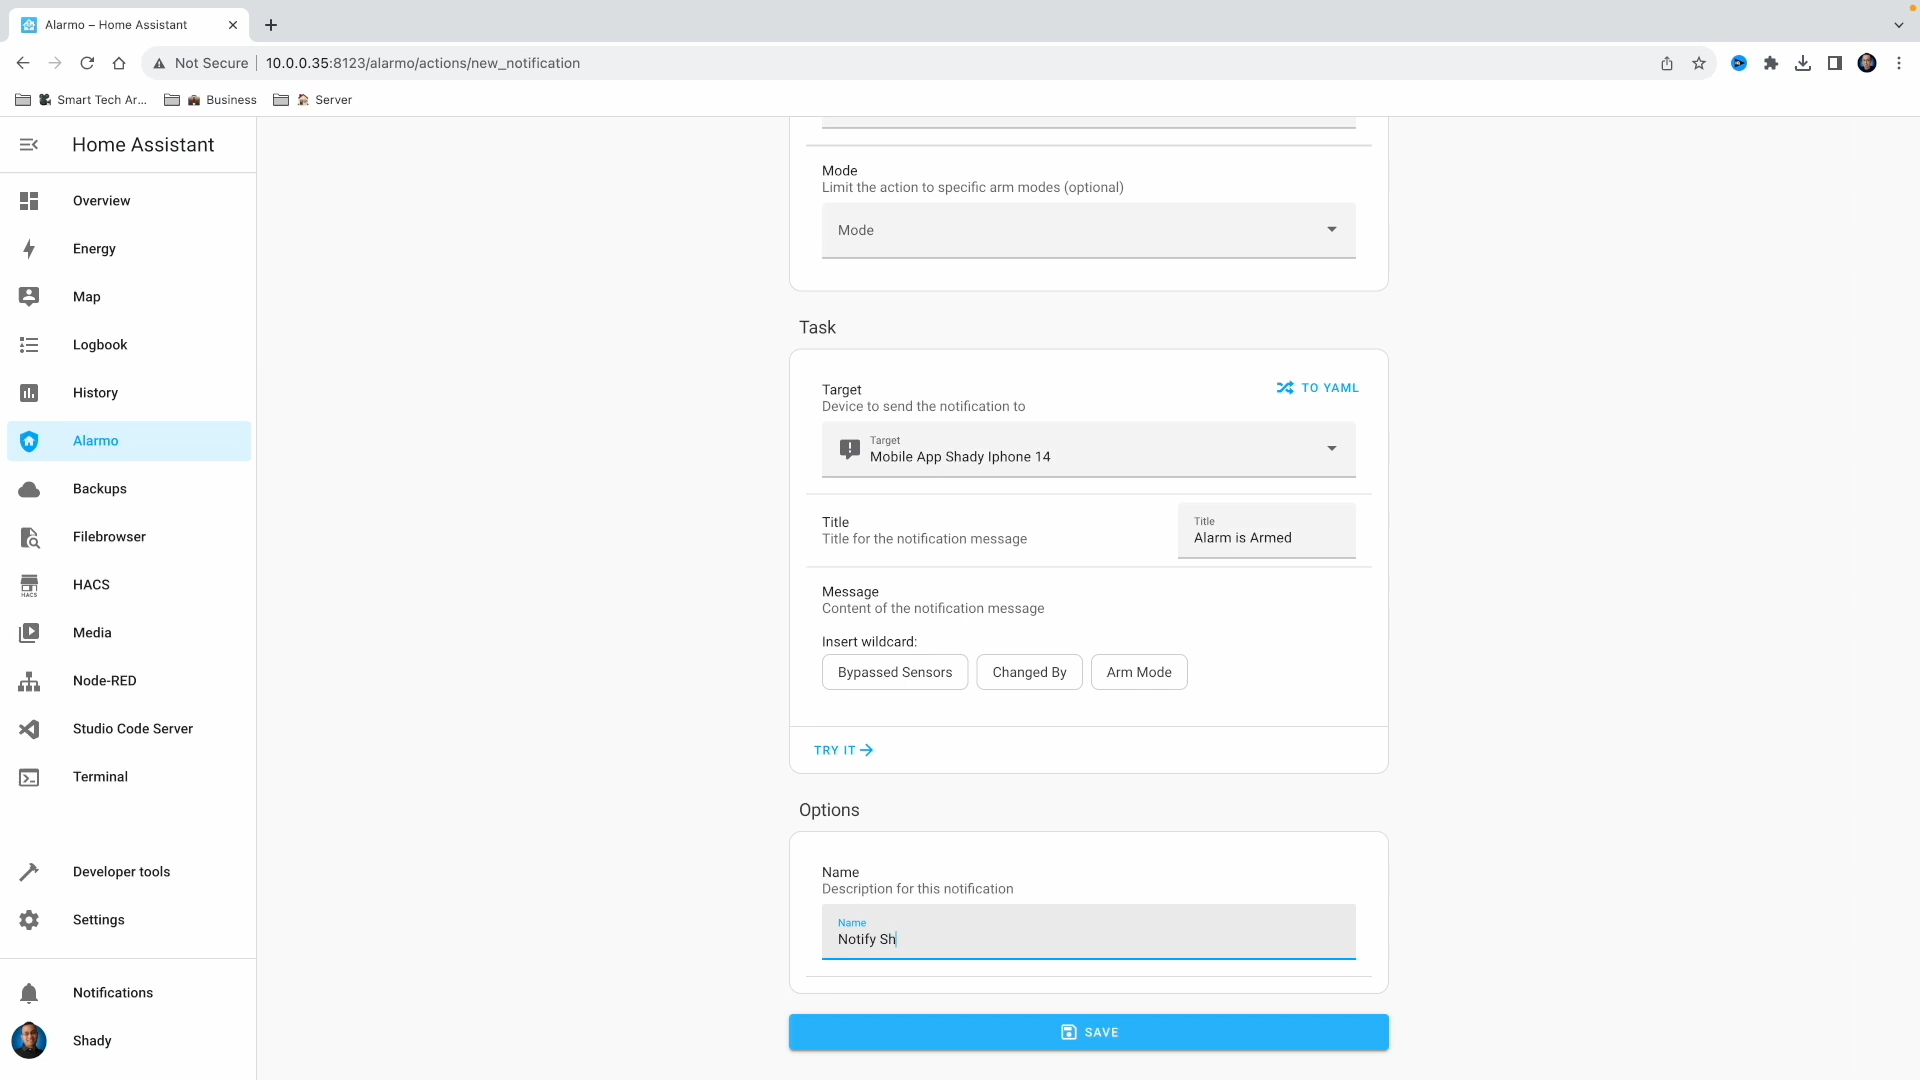 Alarmo – Home Assistant
Not Secure
10.0.0.35:8123/alarmo/actions/new_notification
Smart Tech Ar...
Business
Server
Home Assistant
Overview
Energy
Map
Logbook
History
Alarmo
Backups
Filebrowser
HACS
HACS
Media
Node-RED
Studio Code Server
Terminal
Developer tools
Settings
Notifications
Shady
Mode
Limit the action to specific arm modes (optional)
Mode
Task
Target
TO YAML
Device to send the notification to
Target
Mobile App Shady Iphone 14
Title
Title for the notification message
Title
Alarm is Armed
Message
Content of the notification message
Insert wildcard:
Bypassed Sensors
Changed By
Arm Mode
TRY IT
Options
Name
Description for this notification
Name
Notify Sh
SAVE